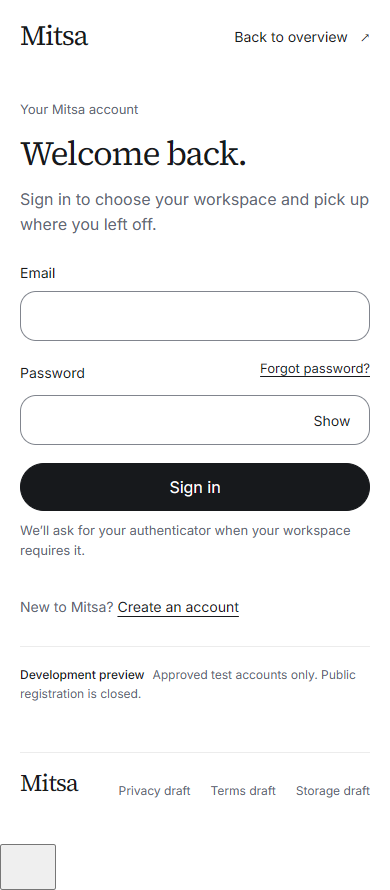 Mitsa
Back to overview ↗
Your Mitsa account
Welcome back.
Sign in to choose your workspace and pick up
where you left off.
Email
Password
Forgot password?
Show
Sign in
We’ll ask for your authenticator when your workspace
requires it.
New to Mitsa? Create an account
Development preview Approved test accounts only. Public
registration is closed.
Mitsa
Privacy draft
Terms draft
Storage draft